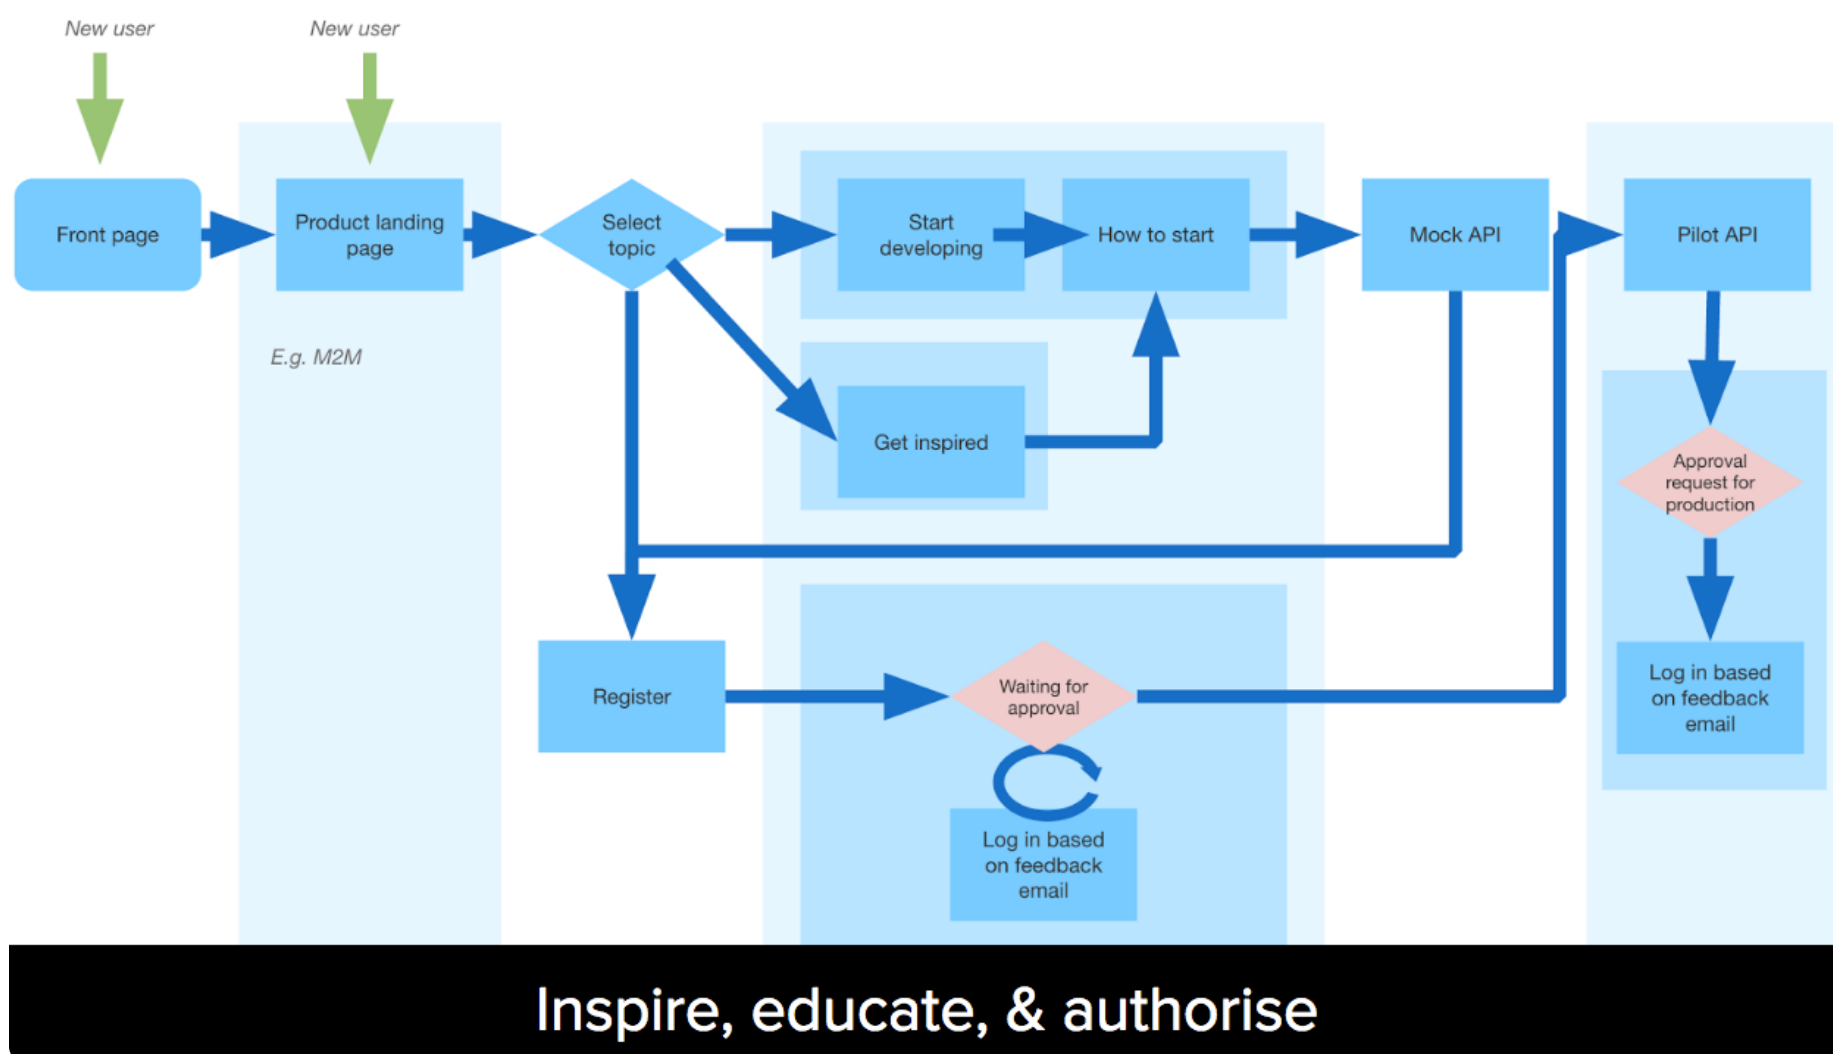 New user
New user
Front page
Product landing
page
E.g. M2M
Select
topic
Start
developing
How to start
Mock API
Pilot API
Get inspired
Approval
request for
production
Register
Waiting for
approval
Log in based
on feedback
email
Log in based
on feedback
email
Inspire, educate, & authorise